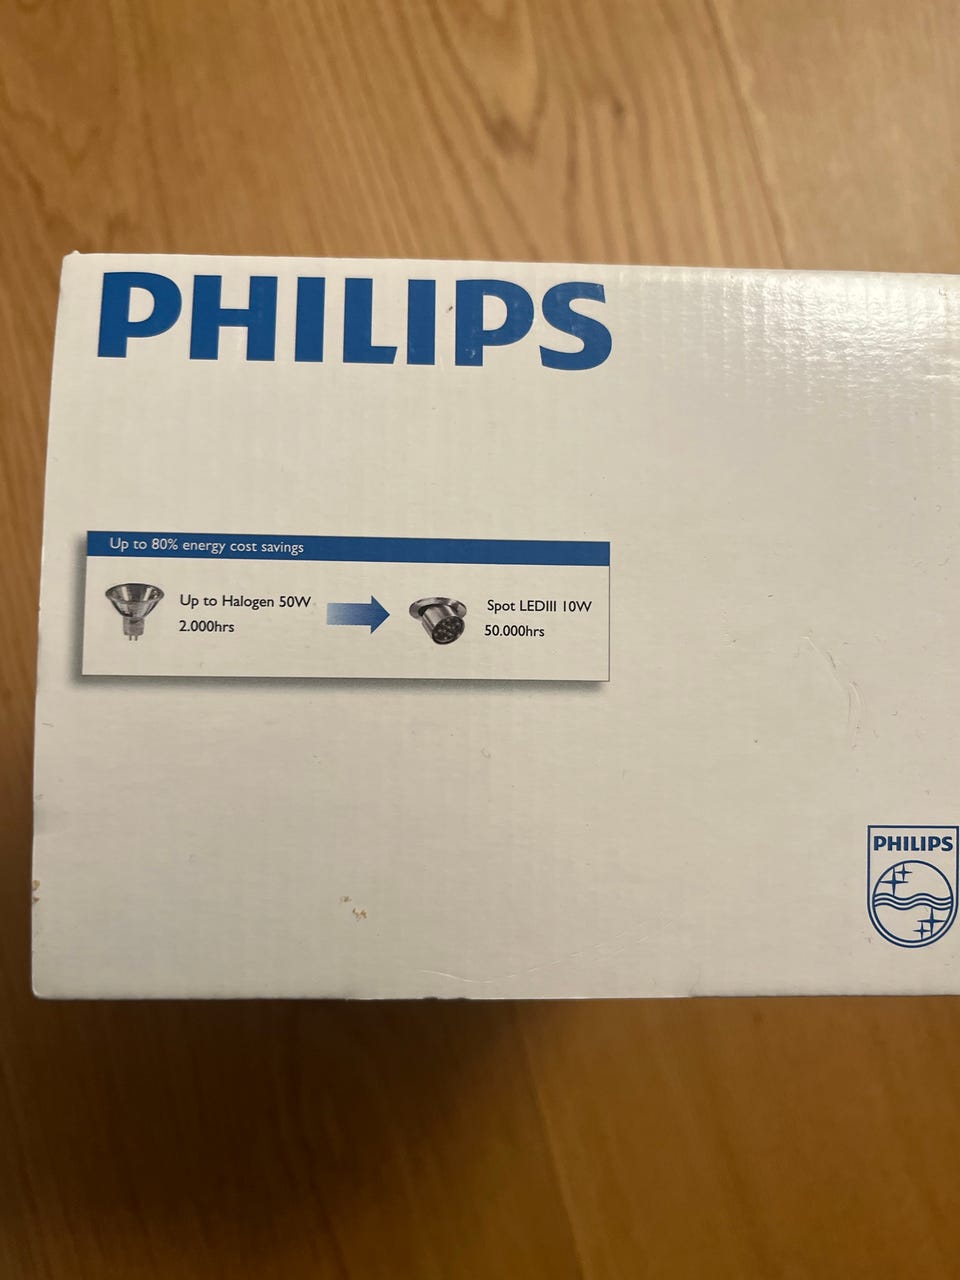 PHILIPS
Up to 80% energy cost savings
Up to Halogen 50W
2.000hrs
Spot LEDIII 10W
50.000hrs
PHILIPS